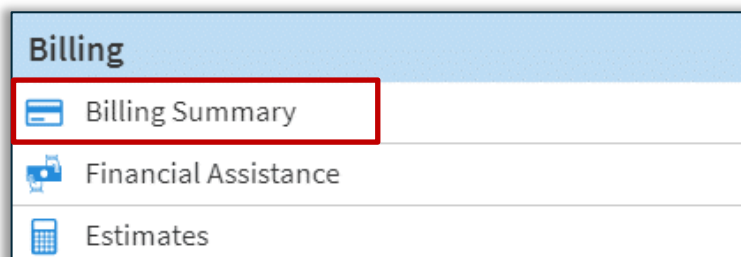 Billing
Billing Summary
Financial Assistance
Estimates